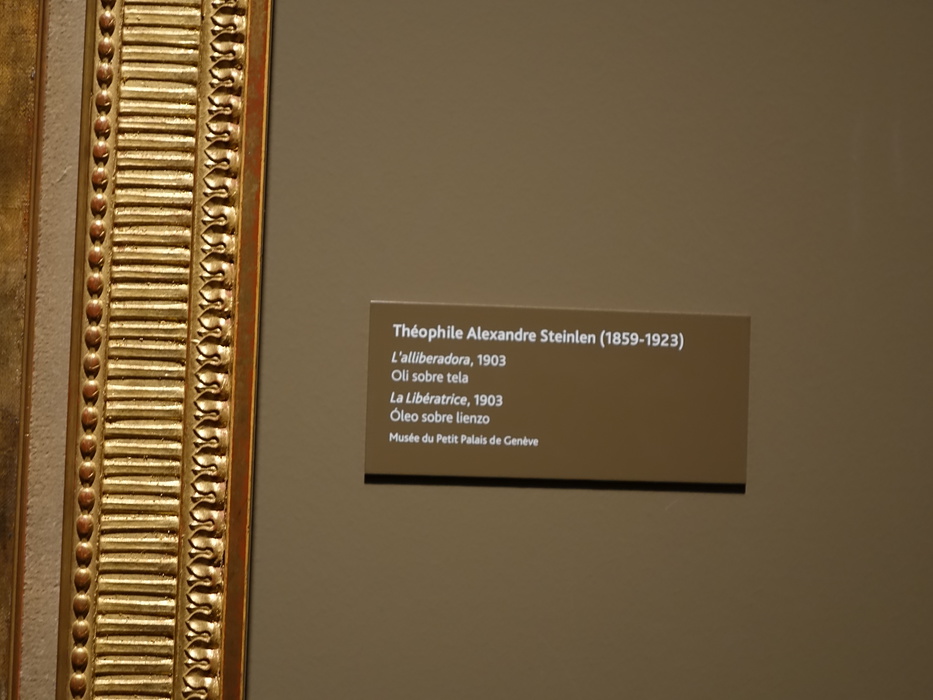 Théophile Alexandre Steinlen (1859-1923)
L'alliberadora, 1903
Oli sobre tela
La Libératrice, 1903
Óleo sobre lienzo
Musée du Petit Palais de Genève